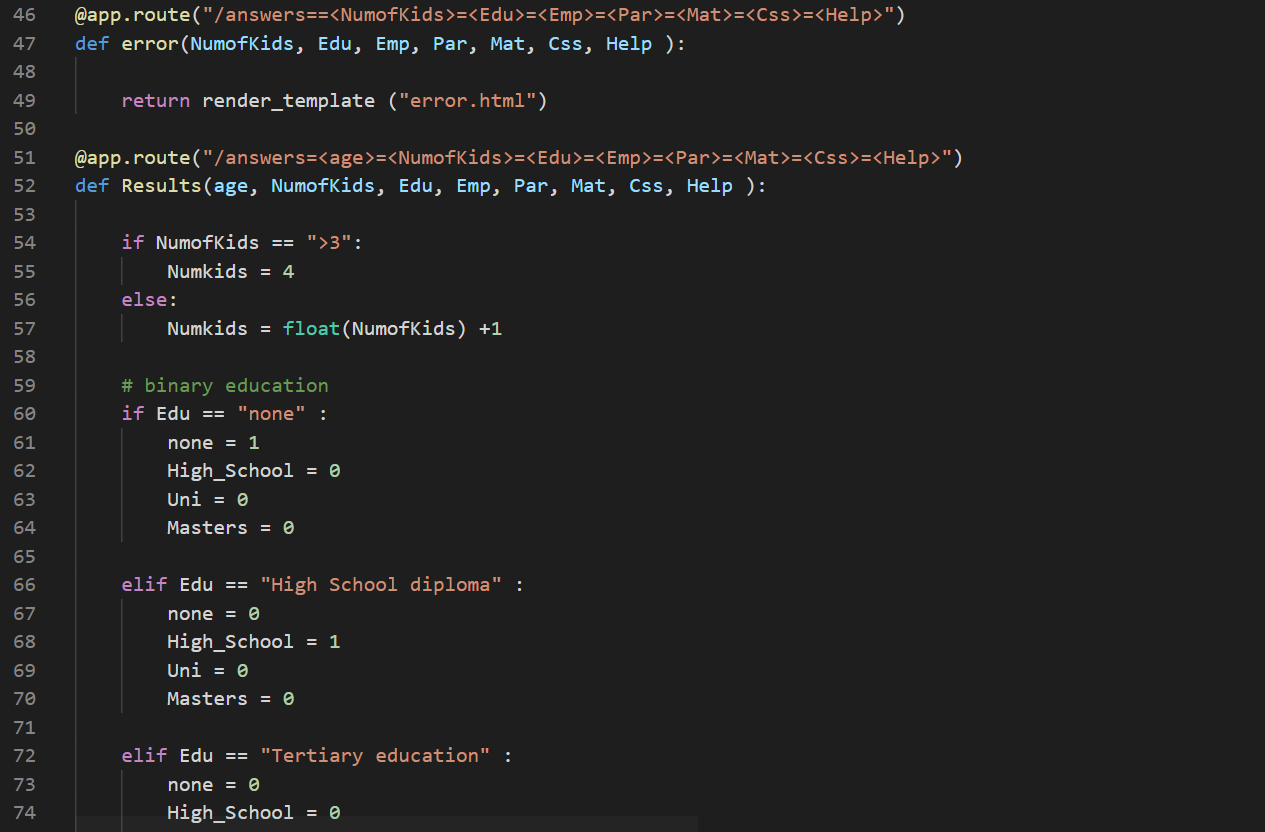 46 @app.route("/answers==<NumofKids>=<Edu>=<Emp>=<Par>=<Mat>=<Css>=<Help>")
47 def error(NumofKids, Edu, Emp, Par, Mat, Css, Help ):
48
49     return render_template ("error.html")
50
51 @app.route("/answers=<age>=<NumofKids>=<Edu>=<Emp>=<Par>=<Mat>=<Css>=<Help>")
52 def Results(age, NumofKids, Edu, Emp, Par, Mat, Css, Help ):
53
54     if NumofKids == ">3":
55         Numkids = 4
56     else:
57         Numkids = float(NumofKids) +1
58
59     # binary education
60     if Edu == "none" :
61         none = 1
62         High_School = 0
63         Uni = 0
64         Masters = 0
65
66     elif Edu == "High School diploma" :
67         none = 0
68         High_School = 1
69         Uni = 0
70         Masters = 0
71
72     elif Edu == "Tertiary education" :
73         none = 0
74         High_School = 0